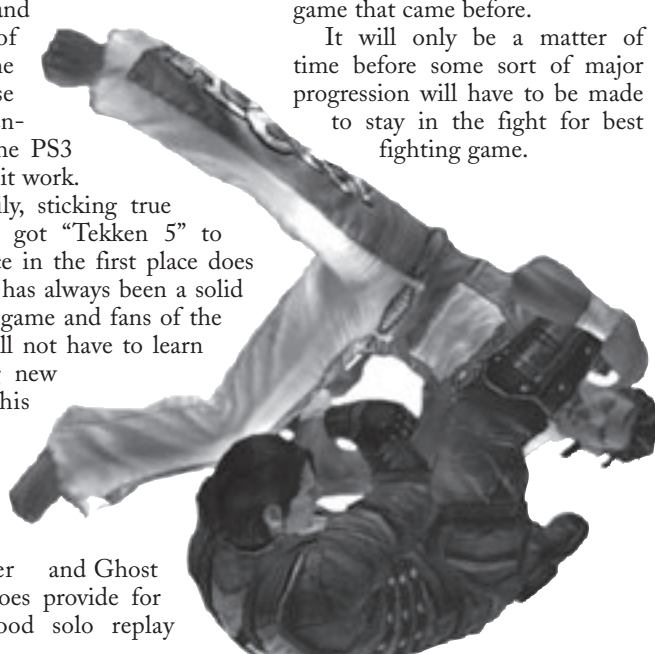 and
of
he
se
en-
he PS3
it work.
ily, sticking true
got “Tekken 5” to
ce in the first place does
has always been a solid
game and fans of the
ll not have to learn
new
his
er and Ghost
oes provide for
ood solo replay
game that came before.
It will only be a matter of
time before some sort of major
progression will have to be made
to stay in the fight for best
fighting game.